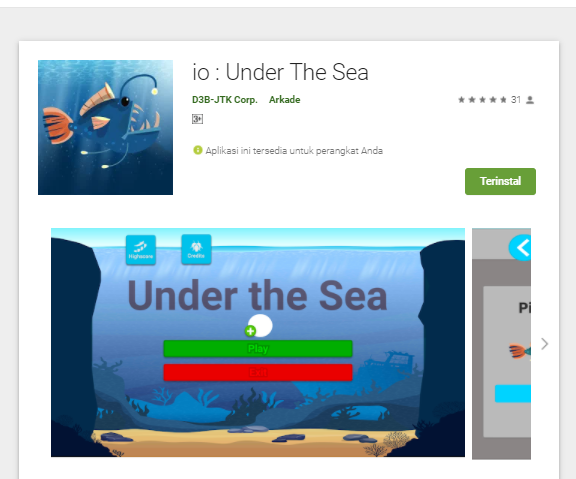 io : Under The Sea
D3B-JTK Corp. Arkade
31
3+
Aplikasi ini tersedia untuk perangkat Anda
Terinstal
Highscore
Credits
Under the Sea
Play
Pi